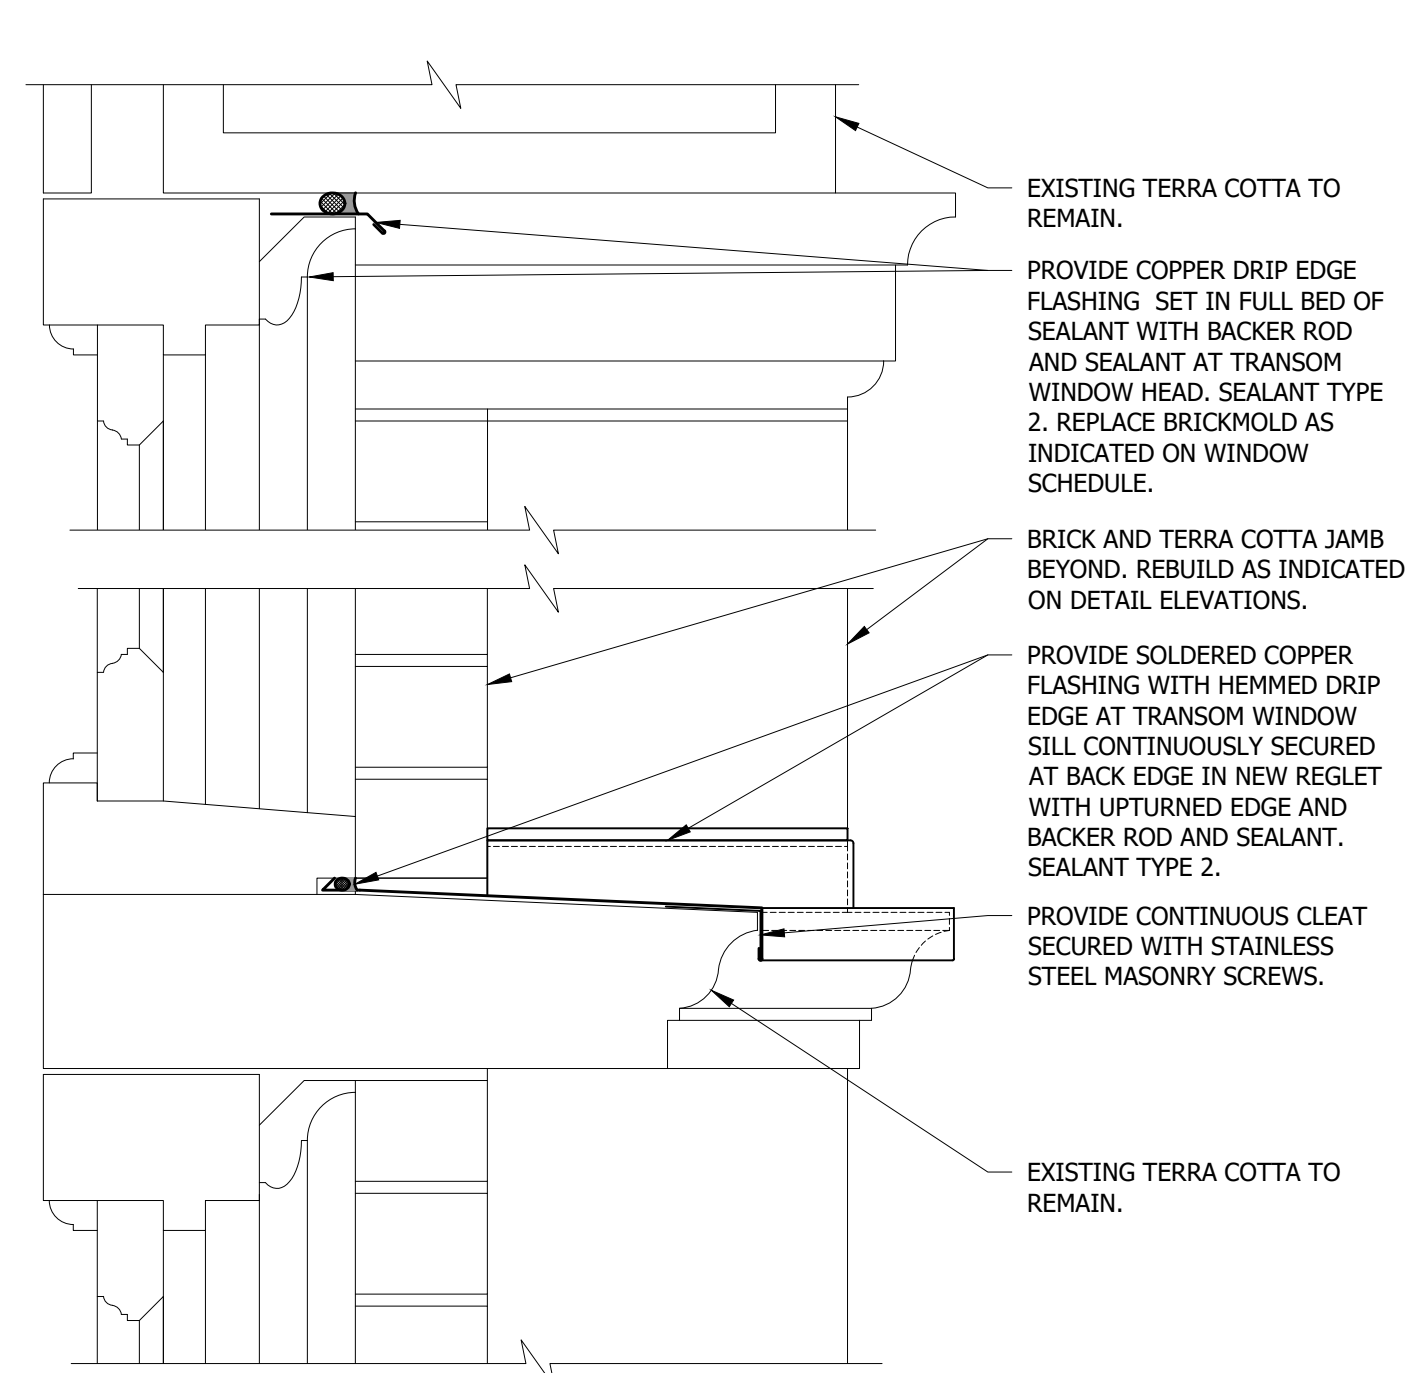 EXISTING TERRA COTTA TO
REMAIN.
PROVIDE COPPER DRIP EDGE
FLASHING  SET IN FULL BED OF
SEALANT WITH BACKER ROD
AND SEALANT AT TRANSOM
WINDOW HEAD. SEALANT TYPE
2. REPLACE BRICKMOLD AS
INDICATED ON WINDOW
SCHEDULE.
BRICK AND TERRA COTTA JAMB
BEYOND. REBUILD AS INDICATED
ON DETAIL ELEVATIONS.
PROVIDE SOLDERED COPPER
FLASHING WITH HEMMED DRIP
EDGE AT TRANSOM WINDOW
SILL CONTINUOUSLY SECURED
AT BACK EDGE IN NEW REGLET
WITH UPTURNED EDGE AND
BACKER ROD AND SEALANT.
SEALANT TYPE 2.
PROVIDE CONTINUOUS CLEAT
SECURED WITH STAINLESS
STEEL MASONRY SCREWS.
EXISTING TERRA COTTA TO
REMAIN.